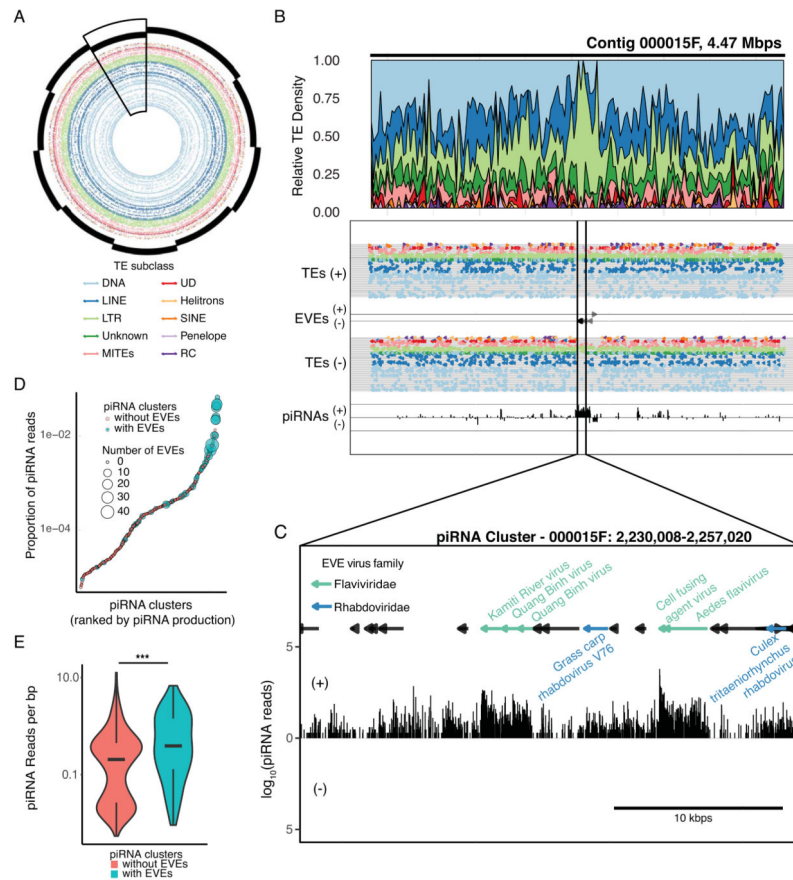 A
TE subclass
DNA
LINE
LTR
Unknown
MITEs
UD
Helitrons
SINE
Penelope
RC
B
Contig 000015F, 4.47 Mbps
Relative TE Density
1.00
0.75
0.50
0.25
0.00
TEs (+)
EVEs (+)
(-)
TEs (-)
piRNAs (+)
(-)
D
piRNA clusters
without EVEs
with EVEs
Number of EVEs
0
10
20
30
40
Proportion of piRNA reads
1e−02
1e−04
piRNA clusters
(ranked by piRNA production)
C
piRNA Cluster - 000015F: 2,230,008-2,257,020
EVE virus family
Flaviviridae
Rhabdoviridae
Kamiti River virus
Quang Binh virus
Quang Binh virus
Cell fusing
agent virus
Aedes flavivirus
Grass carp
rhabdovirus V76
Culex
tritaeniorhynchus
rhabdovirus
log10(piRNA reads)
5
(+)
0
(-)
5
10 kbps
E
***
piRNA Reads per bp
10.0
0.1
piRNA clusters
without EVEs
with EVEs